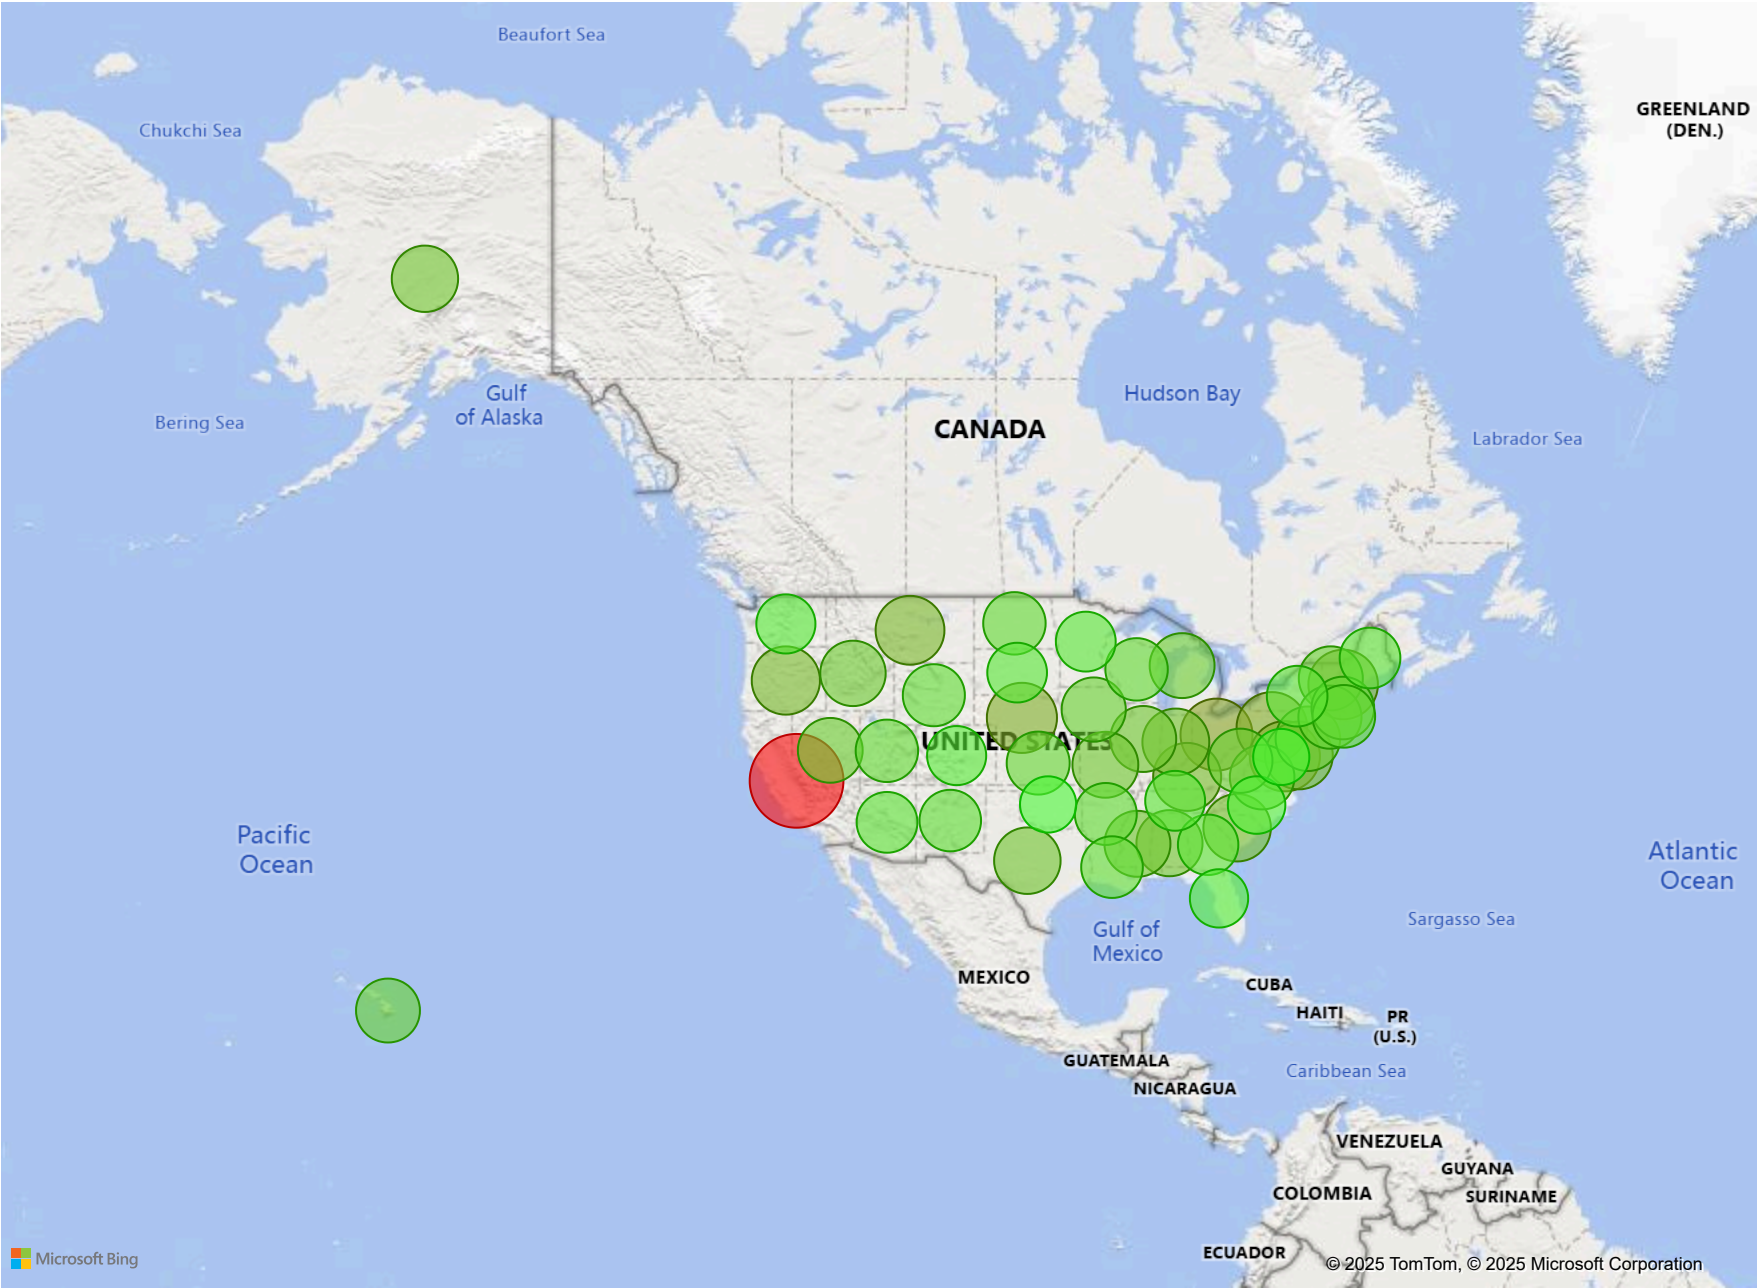 Beaufort Sea
Chukchi Sea
GREENLAND
(DEN.)
Gulf
of Alaska
Hudson Bay
Bering Sea
CANADA
Labrador Sea
UNITED STATES
Pacific
Ocean
Atlantic
Ocean
Sargasso Sea
Gulf of
Mexico
MEXICO
CUBA
HAITI
PR
(U.S.)
GUATEMALA
Caribbean Sea
NICARAGUA
VENEZUELA
GUYANA
COLOMBIA
SURINAME
ECUADOR
Microsoft Bing
© 2025 TomTom, © 2025 Microsoft Corporation